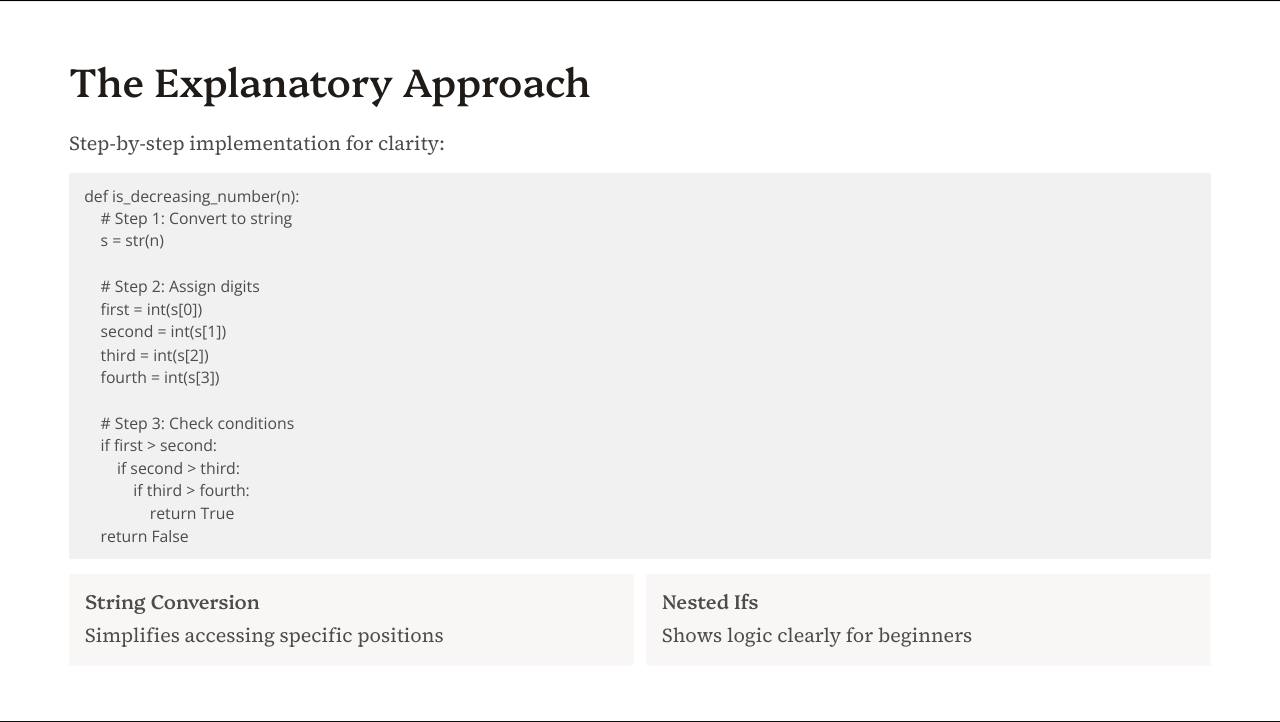 The Explanatory Approach
Step-by-step implementation for clarity:
def is_decreasing_number(n):
    # Step 1: Convert to string
    s = str(n)

    # Step 2: Assign digits
    first = int(s[0])
    second = int(s[1])
    third = int(s[2])
    fourth = int(s[3])

    # Step 3: Check conditions
    if first > second:
        if second > third:
            if third > fourth:
                return True
    return False
String Conversion
Simplifies accessing specific positions
Nested Ifs
Shows logic clearly for beginners